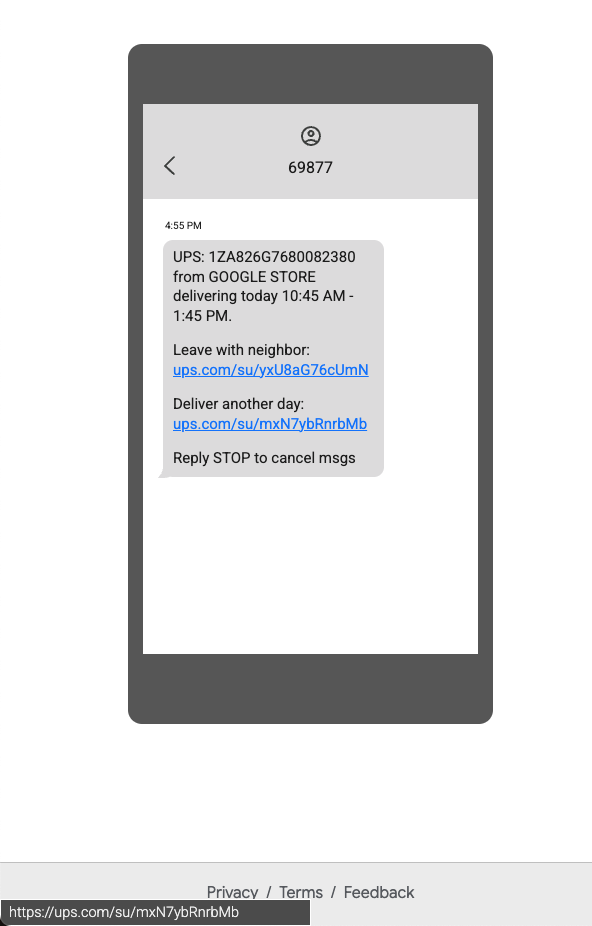 69877
4:55 PM
UPS: 1ZA826G7680082380
from GOOGLE STORE
delivering today 10:45 AM -
1:45 PM.
Leave with neighbor:
ups.com/su/yxU8aG76cUmN
Deliver another day:
ups.com/su/mxN7ybRnrbMb
Reply STOP to cancel msgs
Privacy / Terms / Feedback
https://ups.com/su/mxN7ybRnrbMb